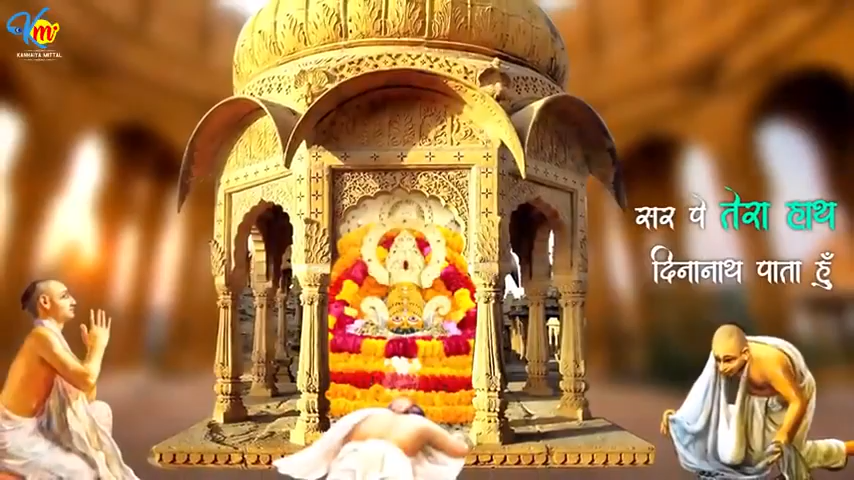 KANHAIYA MITTAL
सर पे तेरा हाथ
दिनानाथ पाता हूँ